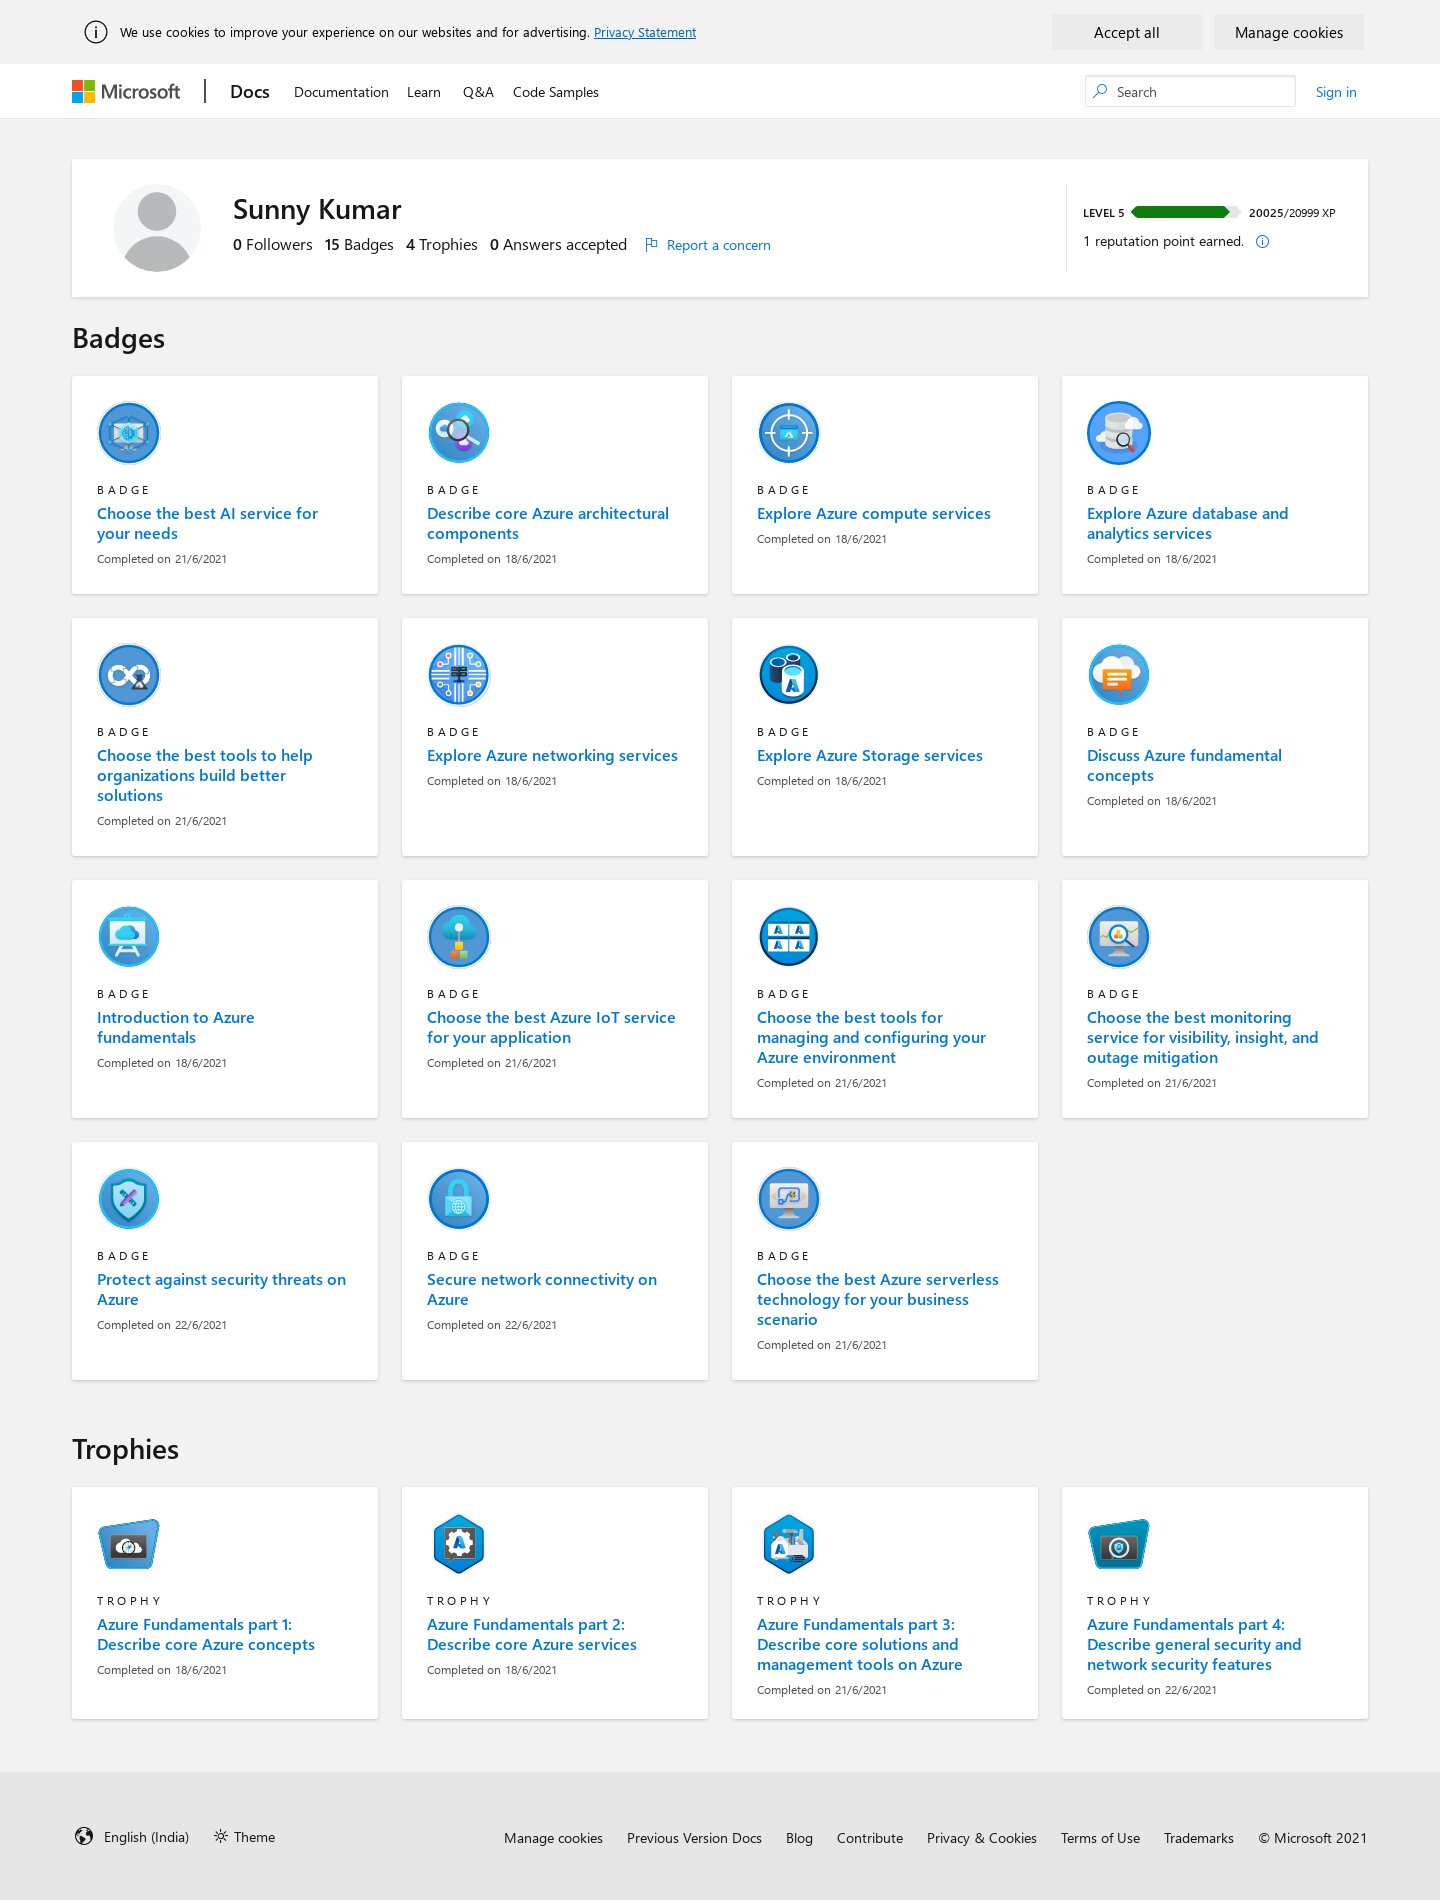 We use cookies to improve your experience on our websites and for advertising. Privacy Statement
Accept all
Manage cookies
Microsoft
Docs
Documentation
Learn
Q&A
Code Samples
Search
Sign in
Sunny Kumar
0 Followers 15 Badges 4 Trophies 0 Answers accepted
Report a concern
LEVEL 5
20025/20999 XP
1 reputation point earned.
Badges
BADGE
Choose the best AI service for
your needs
Completed on 21/6/2021
BADGE
Describe core Azure architectural
components
Completed on 18/6/2021
BADGE
Explore Azure compute services
Completed on 18/6/2021
BADGE
Explore Azure database and
analytics services
Completed on 18/6/2021
BADGE
Choose the best tools to help
organizations build better
solutions
Completed on 21/6/2021
BADGE
Explore Azure networking services
Completed on 18/6/2021
BADGE
Explore Azure Storage services
Completed on 18/6/2021
BADGE
Discuss Azure fundamental
concepts
Completed on 18/6/2021
BADGE
Introduction to Azure
fundamentals
Completed on 18/6/2021
BADGE
Choose the best Azure IoT service
for your application
Completed on 21/6/2021
BADGE
Choose the best tools for
managing and configuring your
Azure environment
Completed on 21/6/2021
BADGE
Choose the best monitoring
service for visibility, insight, and
outage mitigation
Completed on 21/6/2021
BADGE
Protect against security threats on
Azure
Completed on 22/6/2021
BADGE
Secure network connectivity on
Azure
Completed on 22/6/2021
BADGE
Choose the best Azure serverless
technology for your business
scenario
Completed on 21/6/2021
Trophies
TROPHY
Azure Fundamentals part 1:
Describe core Azure concepts
Completed on 18/6/2021
TROPHY
Azure Fundamentals part 2:
Describe core Azure services
Completed on 18/6/2021
TROPHY
Azure Fundamentals part 3:
Describe core solutions and
management tools on Azure
Completed on 21/6/2021
TROPHY
Azure Fundamentals part 4:
Describe general security and
network security features
Completed on 22/6/2021
English (India)
Theme
Manage cookies
Previous Version Docs
Blog
Contribute
Privacy & Cookies
Terms of Use
Trademarks
© Microsoft 2021